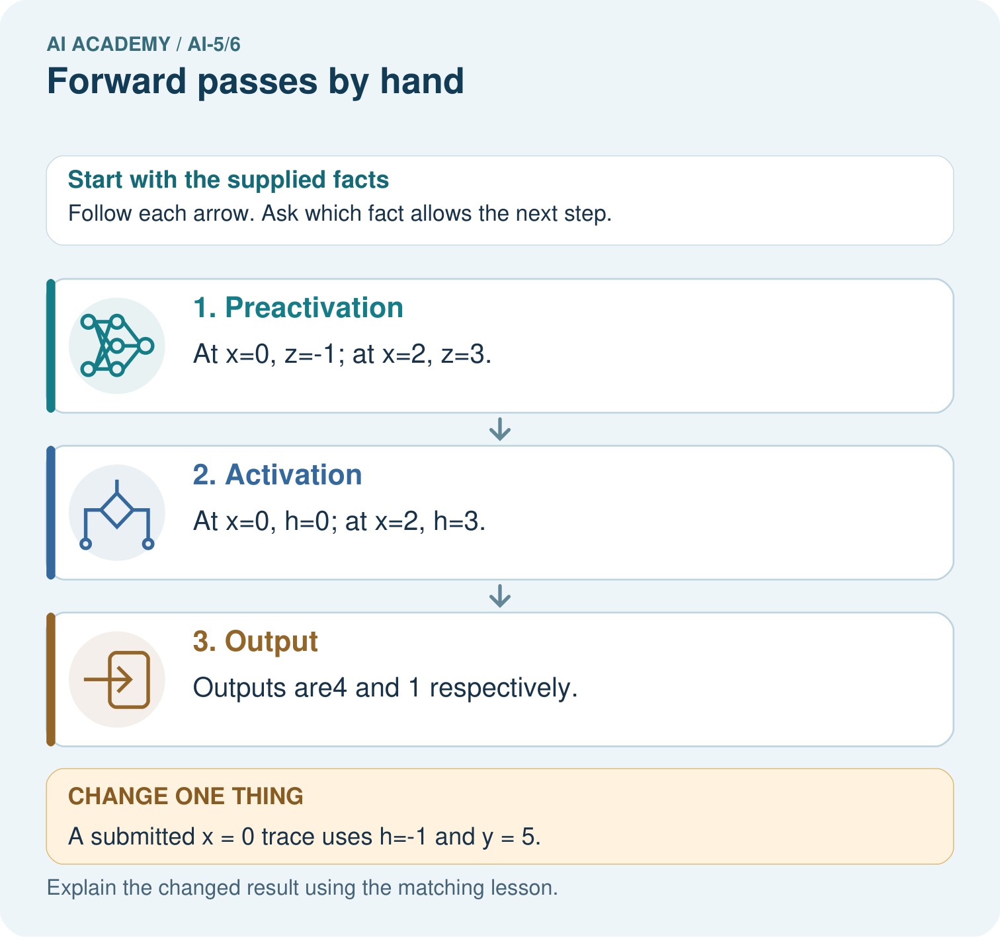 AI ACADEMY / AI-5/6
Forward passes by hand
Start with the supplied facts
Follow each arrow. Ask which fact allows the next step.
1. Preactivation
At x=0, z=-1; at x=2, z=3.
2. Activation
At x=0, h=0; at x=2, h=3.
3. Output
Outputs are4 and 1 respectively.
CHANGE ONE THING
A submitted x = 0 trace uses h=-1 and y = 5.
Explain the changed result using the matching lesson.